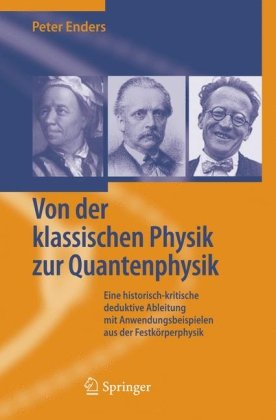 Peter Enders
Von der
klassischen Physik
zur Quantenphysik
Eine historisch-kritische
deduktive Ableitung
mit Anwendungsbeispielen
aus der Festkörperphysik
Springer